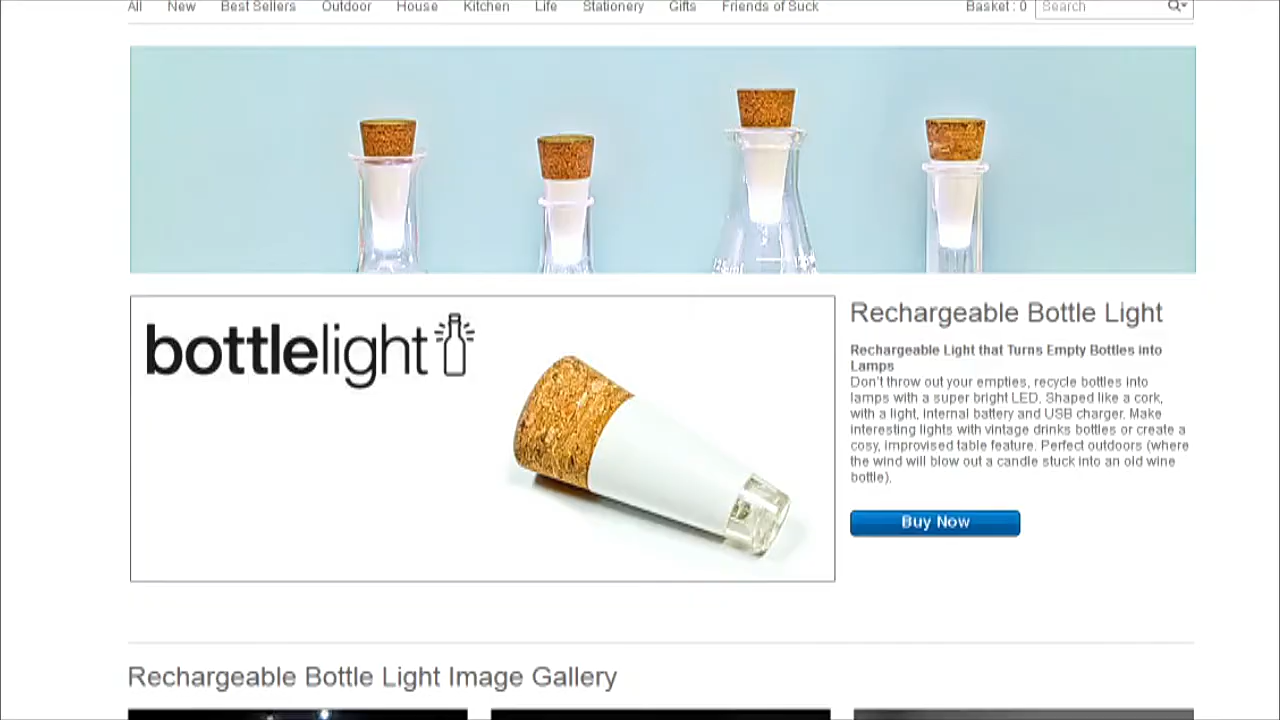 All New Best Sellers Outdoor House Kitchen Life Stationery Gifts Friends of Suck Basket : 0 Search
bottlelight
Rechargeable Bottle Light
Rechargeable Light that Turns Empty Bottles into
Lamps
Don't throw out your empties, recycle bottles into
lamps with a super bright LED. Shaped like a cork,
with a light, internal battery and USB charger. Make
interesting lights with vintage drinks bottles or create a
cosy, improvised table feature. Perfect outdoors (where
the wind will blow out a candle stuck into an old wine
bottle).
Buy Now
Rechargeable Bottle Light Image Gallery